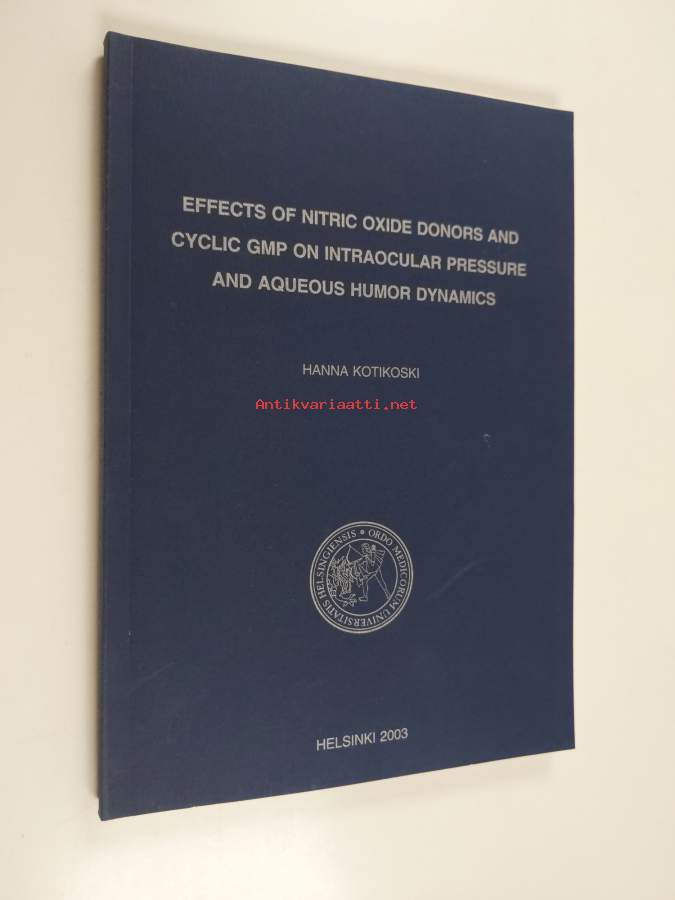 EFFECTS OF NITRIC OXIDE DONORS AND
CYCLIC GMP ON INTRAOCULAR PRESSURE
AND AQUEOUS HUMOR DYNAMICS
HANNA KOTIKOSKI
Antikvariaatti.net
ORDO MEDICORUM UNIVERSITATIS HELSINGIENSIS
HELSINKI 2003